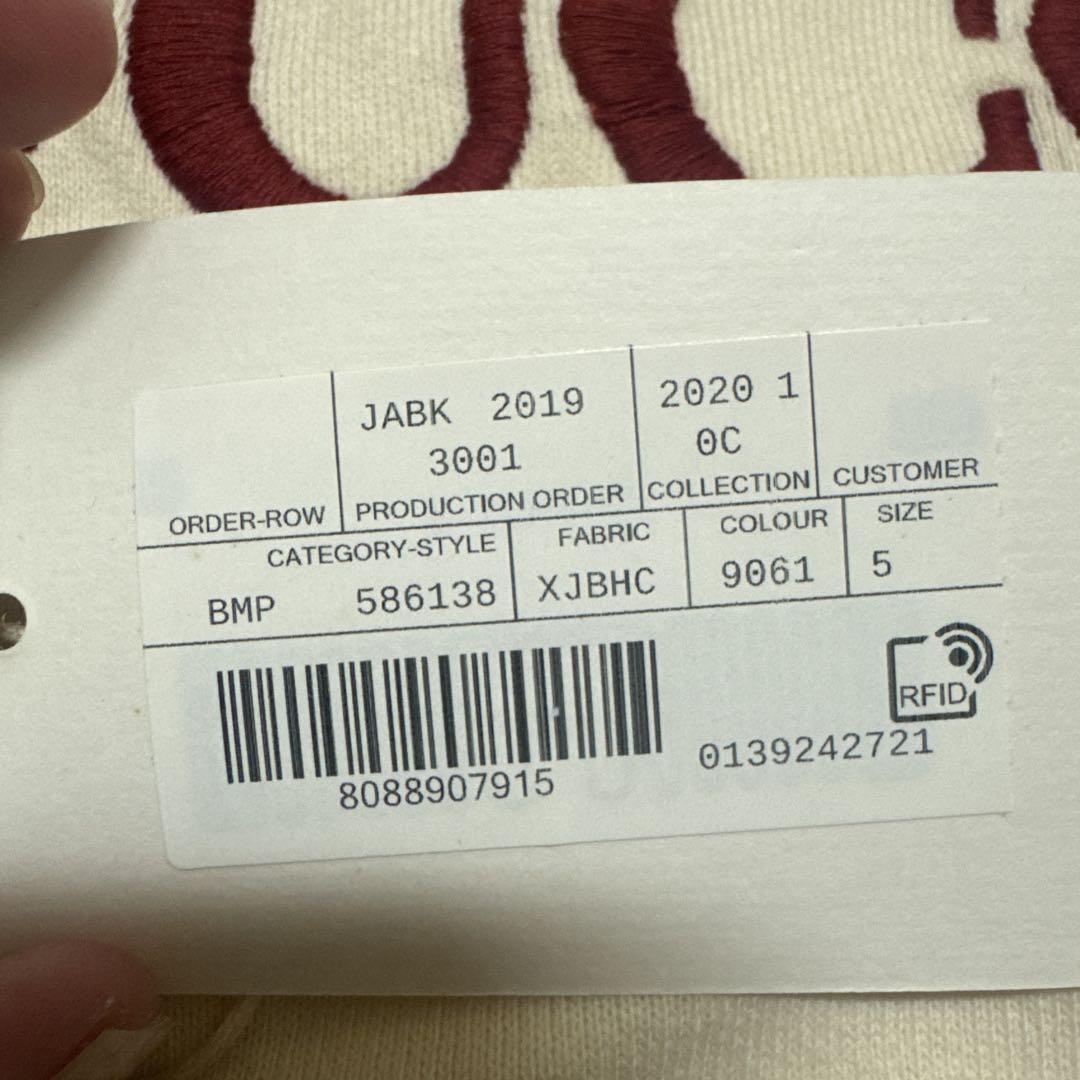 UCC
JABK 2019
3001
2020 1
0C
ORDER-ROW
PRODUCTION ORDER
COLLECTION
CUSTOMER
CATEGORY-STYLE
FABRIC
COLOUR
SIZE
BMP 586138
XJBHC
9061
5
RFID
8088907915
0139242721